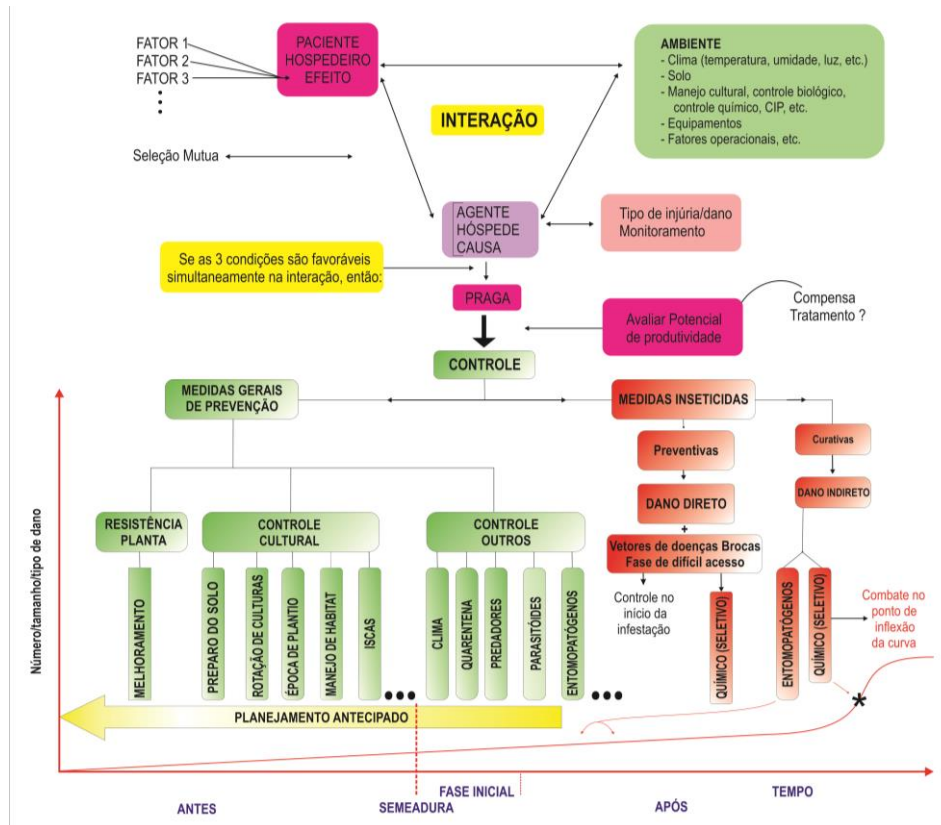 FATOR 1
FATOR 2
FATOR 3
PACIENTE
HOSPEDEIRO
EFEITO
AMBIENTE
- Clima (temperatura, umidade, luz, etc.)
- Solo
- Manejo cultural, controle biológico,
controle químico, CIP, etc.
- Equipamentos
- Fatores operacionais, etc.
INTERAÇÃO
Seleção Mutua
AGENTE
HÓSPEDE
CAUSA
Tipo de injúria/dano
Monitoramento
Se as 3 condições são favoráveis
simultaneamente na interação, então:
PRAGA
Avaliar Potencial
de produtividade
Compensa
Tratamento ?
CONTROLE
MEDIDAS GERAIS
DE PREVENÇÃO
MEDIDAS INSETICIDAS
Preventivas
Curativas
DANO DIRETO
+
DANO INDIRETO
RESISTÊNCIA
PLANTA
CONTROLE
CULTURAL
CONTROLE
OUTROS
Vetores de doenças Brocas
Fase de difícil acesso
MELHORAMENTO
PREPARO DO SOLO
ROTAÇÃO DE CULTURAS
ÉPOCA DE PLANTIO
MANEJO DE HABITAT
ISCAS
CLIMA
QUARENTENA
PREDADORES
PARASITÓIDES
ENTOMOPATÓGENOS
Controle no
início da
infestação
QUÍMICO (SELETIVO)
ENTOMOPATÓGENOS
QUÍMICO (SELETIVO)
Combate no
ponto de
inflexão
da curva
*
Número/tamanho/tipo de dano
PLANEJAMENTO ANTECIPADO
ANTES
SEMEADURA
FASE INICIAL
APÓS
TEMPO